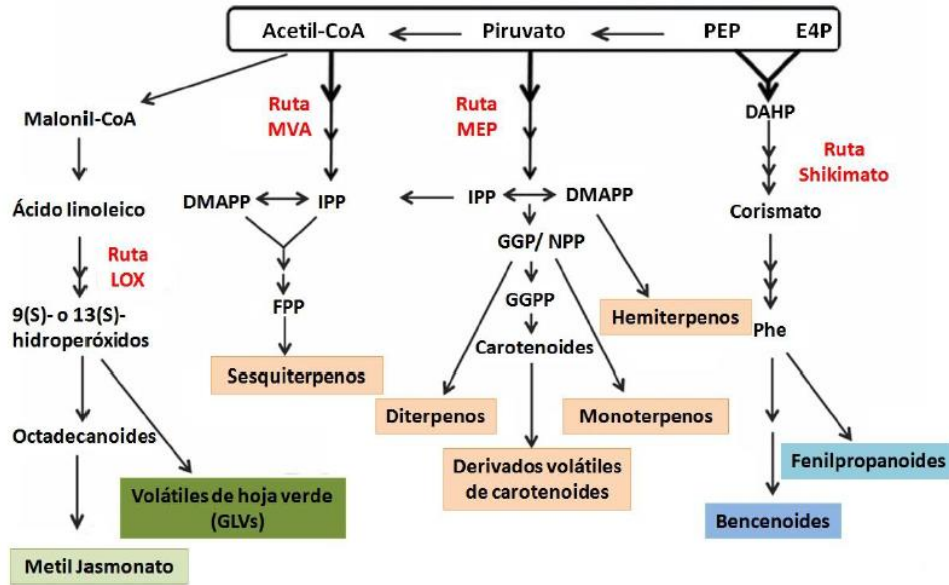 Acetil-CoA
Piruvato
PEP
E4P
Malonil-CoA
Ruta
MVA
Ruta
MEP
DAHP
Ruta
Shikimato
Ácido linoleico
DMAPP
IPP
IPP
DMAPP
Corismato
Ruta
LOX
GGP/ NPP
9(S)- o 13(S)-
hidroperóxidos
FPP
GGPP
Hemiterpenos
Phe
Carotenoides
Sesquiterpenos
Diterpenos
Monoterpenos
Octadecanoides
Fenilpropanoides
Derivados volátiles
de carotenoides
Volátiles de hoja verde
(GLVs)
Bencenoides
Metil Jasmonato